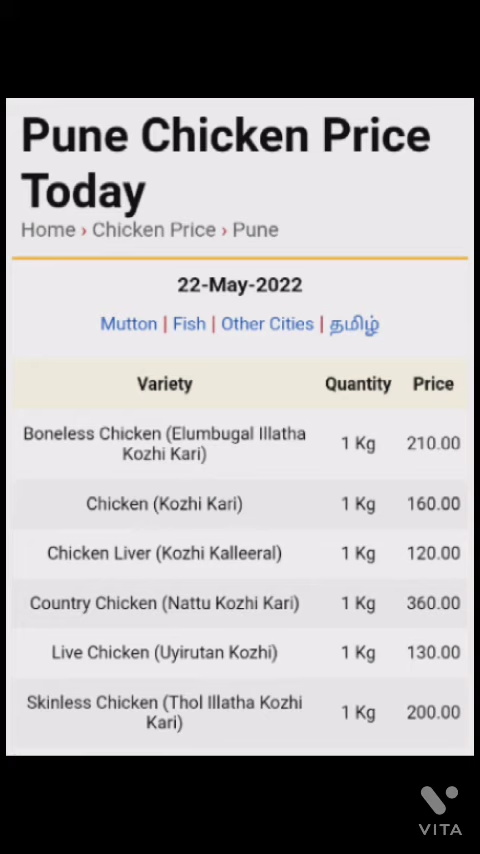 Pune Chicken Price
Today
Home › Chicken Price › Pune
22-May-2022
Mutton | Fish | Other Cities | தமிழ்
Variety Quantity Price
Boneless Chicken (Elumbugal Illatha
Kozhi Kari) 1 Kg 210.00
Chicken (Kozhi Kari) 1 Kg 160.00
Chicken Liver (Kozhi Kalleeral) 1 Kg 120.00
Country Chicken (Nattu Kozhi Kari) 1 Kg 360.00
Live Chicken (Uyirutan Kozhi) 1 Kg 130.00
Skinless Chicken (Thol Illatha Kozhi
Kari) 1 Kg 200.00
VITA